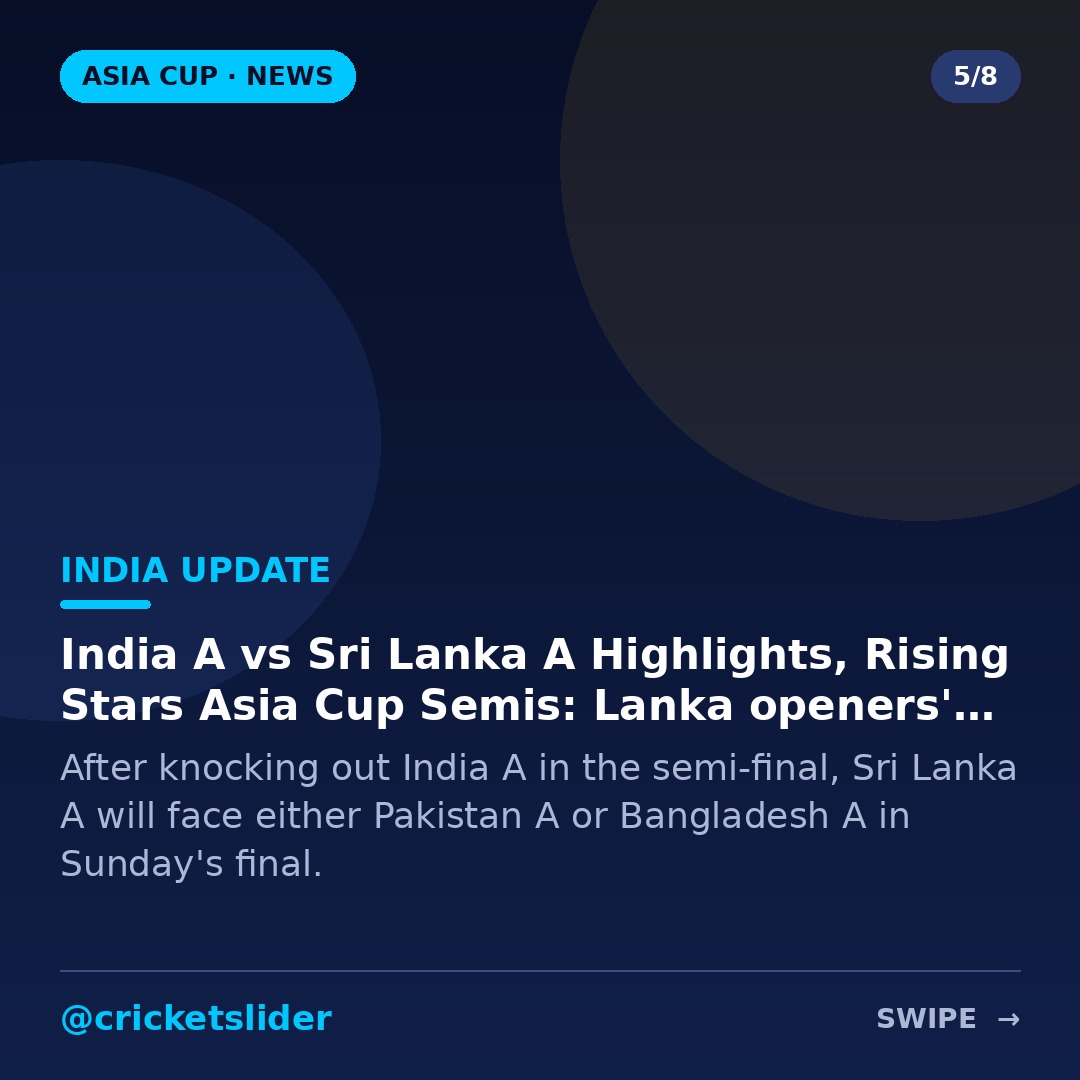 ASIA CUP · NEWS
5/8
INDIA UPDATE
India A vs Sri Lanka A Highlights, Rising
Stars Asia Cup Semis: Lanka openers'…
After knocking out India A in the semi-final, Sri Lanka
A will face either Pakistan A or Bangladesh A in
Sunday's final.
@cricketslider
SWIPE →